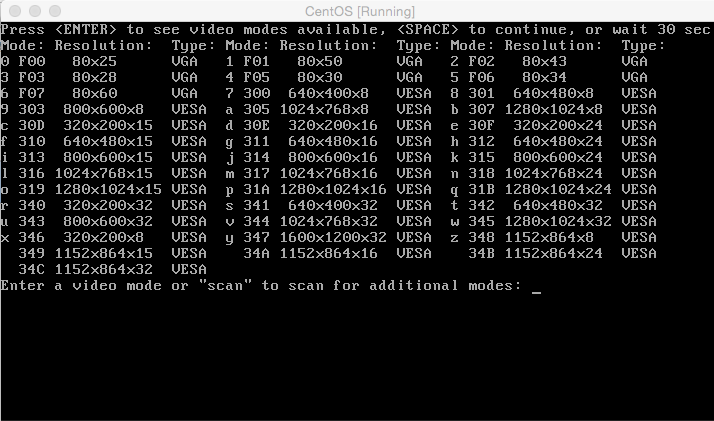 CentOS [Running]
Press <ENTER> to see video modes available, <SPACE> to continue, or wait 30 sec
Mode: Resolution:  Type: Mode: Resolution:  Type: Mode: Resolution:  Type:
0 F00   80x25      VGA   1 F01   80x50      VGA   2 F02   80x43      VGA
3 F03   80x28      VGA   4 F05   80x30      VGA   5 F06   80x34      VGA
6 F07   80x60      VGA   7 300  640x400x8   VESA  8 301  640x480x8   VESA
9 303  800x600x8   VESA  a 305 1024x768x8   VESA  b 307 1280x1024x8  VESA
c 30D  320x200x15  VESA  d 30E  320x200x16  VESA  e 30F  320x200x24  VESA
f 310  640x480x15  VESA  g 311  640x480x16  VESA  h 312  640x480x24  VESA
i 313  800x600x15  VESA  j 314  800x600x16  VESA  k 315  800x600x24  VESA
l 316 1024x768x15  VESA  m 317 1024x768x16  VESA  n 318 1024x768x24  VESA
o 319 1280x1024x15 VESA  p 31A 1280x1024x16 VESA  q 31B 1280x1024x24 VESA
r 340  320x200x32  VESA  s 341  640x400x32  VESA  t 342  640x480x32  VESA
u 343  800x600x32  VESA  v 344 1024x768x32  VESA  w 345 1280x1024x32 VESA
x 346  320x200x8   VESA  y 347 1600x1200x32 VESA  z 348 1152x864x8   VESA
  349 1152x864x15  VESA    34A 1152x864x16  VESA    34B 1152x864x24  VESA
  34C 1152x864x32  VESA
Enter a video mode or "scan" to scan for additional modes: _